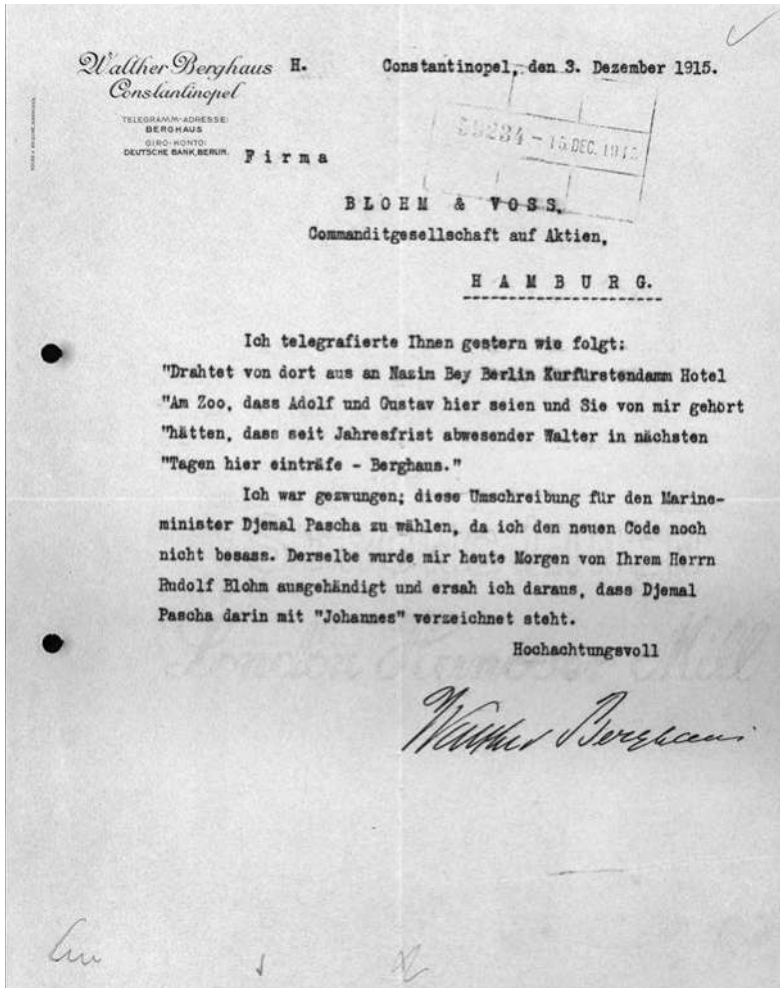 Walther Berghaus H. Constantinopel, den 3. Dezember 1915.
Constantinopel
TELEGRAMM-ADRESSE:
BERGHAUS
GIRO-KONTO:
DEUTSCHE BANK, BERLIN.
59234 - 15. DEC. 1915
Firma
BLOHM & VOSS,
Commanditgesellschaft auf Aktien,
HAMBURG.
Ich telegrafierte Ihnen gestern wie folgt:
"Drahtet von dort aus an Nazim Bey Berlin Kurfürstendamm Hotel
"Am Zoo, dass Adolf und Gustav hier seien und Sie von mir gehört
"hätten, dass seit Jahresfrist abwesender Walter in nächsten
"Tagen hier einträfe - Berghaus."
Ich war gezwungen; diese Umschreibung für den Marine-
minister Djemal Pascha zu wählen, da ich den neuen Code noch
nicht besass. Derselbe wurde mir heute Morgen von Ihrem Herrn
Rudolf Blohm ausgehändigt und ersah ich daraus, dass Djemal
Pascha darin mit "Johannes" verzeichnet steht.
Hochachtungsvoll
Walther Berghaus